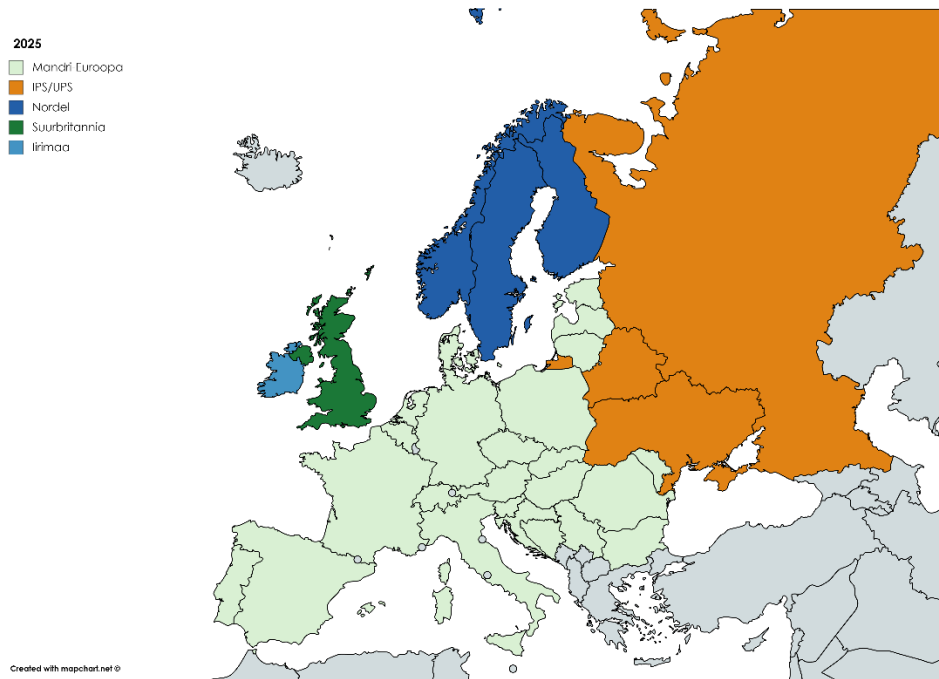 2025
Mandri Euroopa
IPS/UPS
Nordel
Suurbritannia
Iirimaa
Created with mapchart.net ©